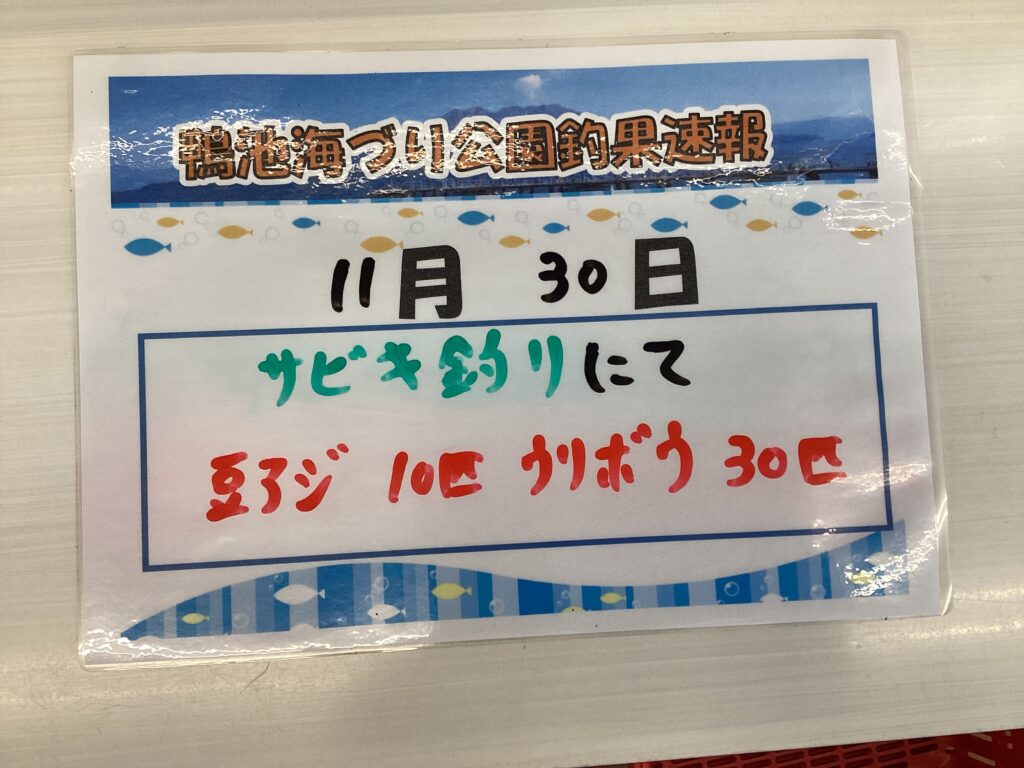 鴨池海づり公園釣果速報
11月 30日
サビキ釣りにて
豆アジ 10匹 ウリボウ 30匹